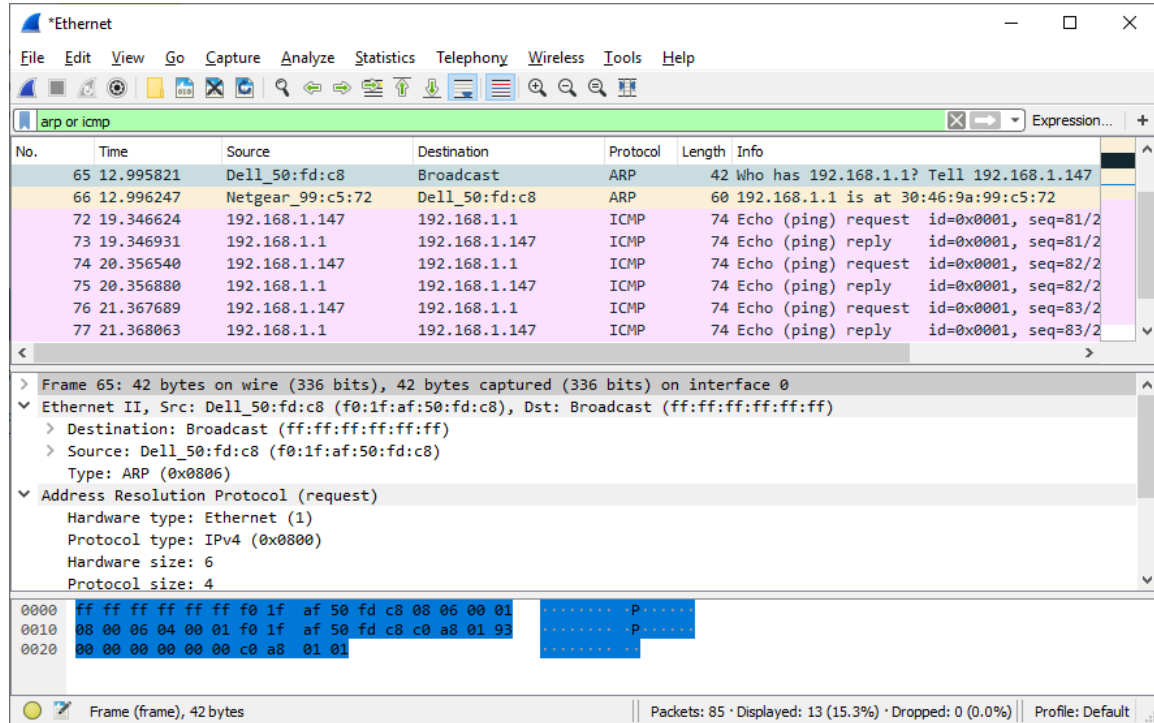 *Ethernet
File Edit View Go Capture Analyze Statistics Telephony Wireless Tools Help
arp or icmp Expression... +
No. Time Source Destination Protocol Length Info
65 12.995821 Dell_50:fd:c8 Broadcast ARP 42 Who has 192.168.1.1? Tell 192.168.1.147
66 12.996247 Netgear_99:c5:72 Dell_50:fd:c8 ARP 60 192.168.1.1 is at 30:46:9a:99:c5:72
72 19.346624 192.168.1.147 192.168.1.1 ICMP 74 Echo (ping) request id=0x0001, seq=81/2
73 19.346931 192.168.1.1 192.168.1.147 ICMP 74 Echo (ping) reply id=0x0001, seq=81/2
74 20.356540 192.168.1.147 192.168.1.1 ICMP 74 Echo (ping) request id=0x0001, seq=82/2
75 20.356880 192.168.1.1 192.168.1.147 ICMP 74 Echo (ping) reply id=0x0001, seq=82/2
76 21.367689 192.168.1.147 192.168.1.1 ICMP 74 Echo (ping) request id=0x0001, seq=83/2
77 21.368063 192.168.1.1 192.168.1.147 ICMP 74 Echo (ping) reply id=0x0001, seq=83/2
> Frame 65: 42 bytes on wire (336 bits), 42 bytes captured (336 bits) on interface 0
Ethernet II, Src: Dell_50:fd:c8 (f0:1f:af:50:fd:c8), Dst: Broadcast (ff:ff:ff:ff:ff:ff)
> Destination: Broadcast (ff:ff:ff:ff:ff:ff)
> Source: Dell_50:fd:c8 (f0:1f:af:50:fd:c8)
Type: ARP (0x0806)
Address Resolution Protocol (request)
Hardware type: Ethernet (1)
Protocol type: IPv4 (0x0800)
Hardware size: 6
Protocol size: 4
0000 ff ff ff ff ff ff f0 1f af 50 fd c8 08 06 00 01 ········ ·P······
0010 08 00 06 04 00 01 f0 1f af 50 fd c8 c0 a8 01 93 ········ ·P······
0020 00 00 00 00 00 00 c0 a8 01 01 ········ ··
Frame (frame), 42 bytes Packets: 85 · Displayed: 13 (15.3%) · Dropped: 0 (0.0%) Profile: Default